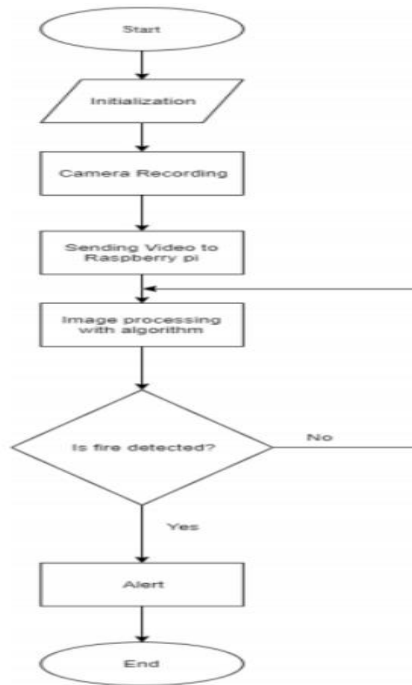 Start
Initialization
Camera Recording
Sending Video to
Raspberry pi
Image processing
with algorithm
Is fire detected?
No
Yes
Alert
End